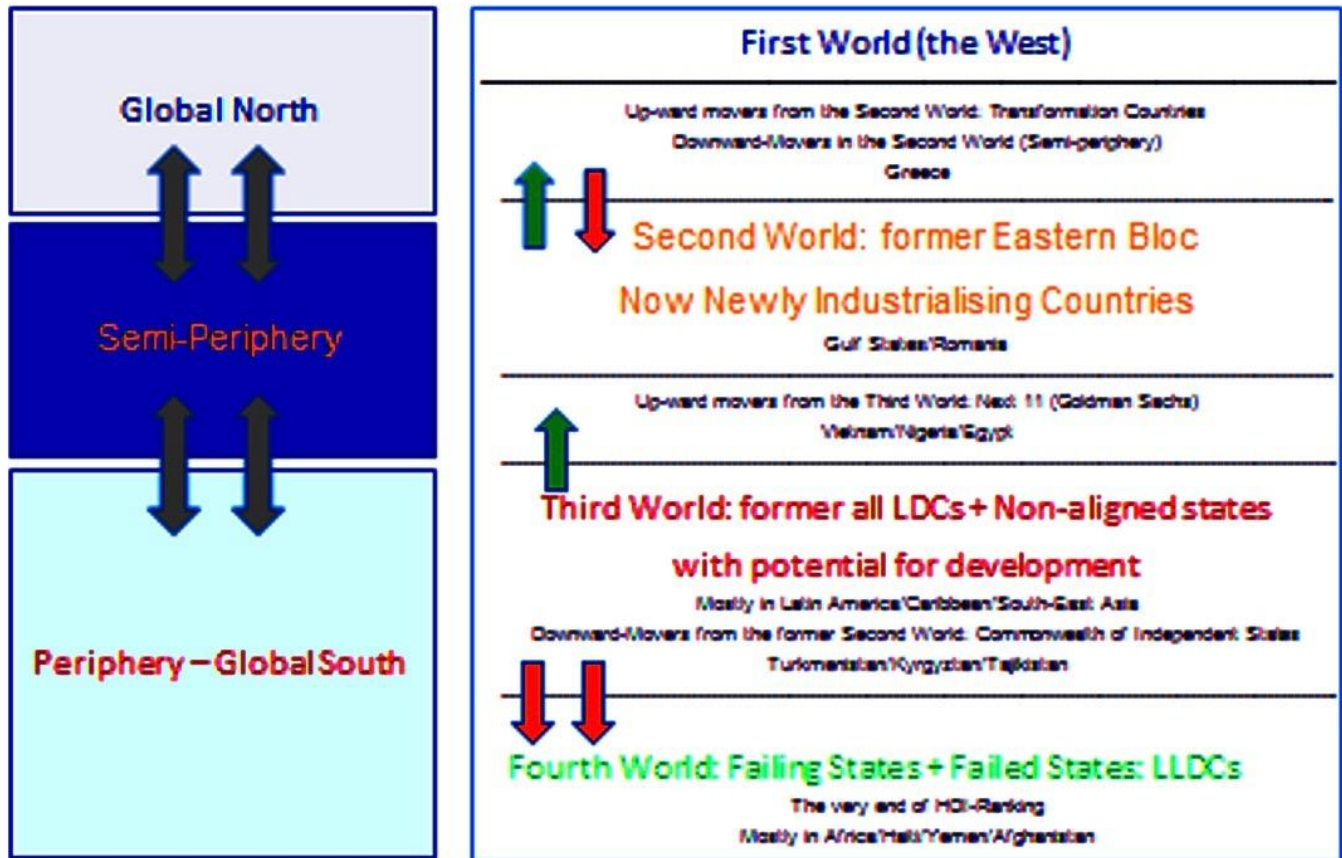 Global North
Semi-Periphery
Periphery – Global South
First World (the West)
Up-ward movers from the Second World: Transformation Countries
Downward-Movers in the Second World (Semi-periphery)
Greece
Second World: former Eastern Bloc
Now Newly Industrialising Countries
Gulf States/Romania
Up-ward movers from the Third World: Next 11 (Goldman Sachs)
Vietnam/Nigeria/Egypt
Third World: former all LDCs + Non-aligned states
with potential for development
Mostly in Latin America/Caribbean/South-East Asia
Downward-Movers from the former Second World: Commonwealth of Independent States
Turkmenistan/Kyrgyzstan/Tajikistan
Fourth World: Failing States + Failed States: LLDCs
The very end of HDI-Ranking
Mostly in Africa/Haiti/Yemen/Afghanistan